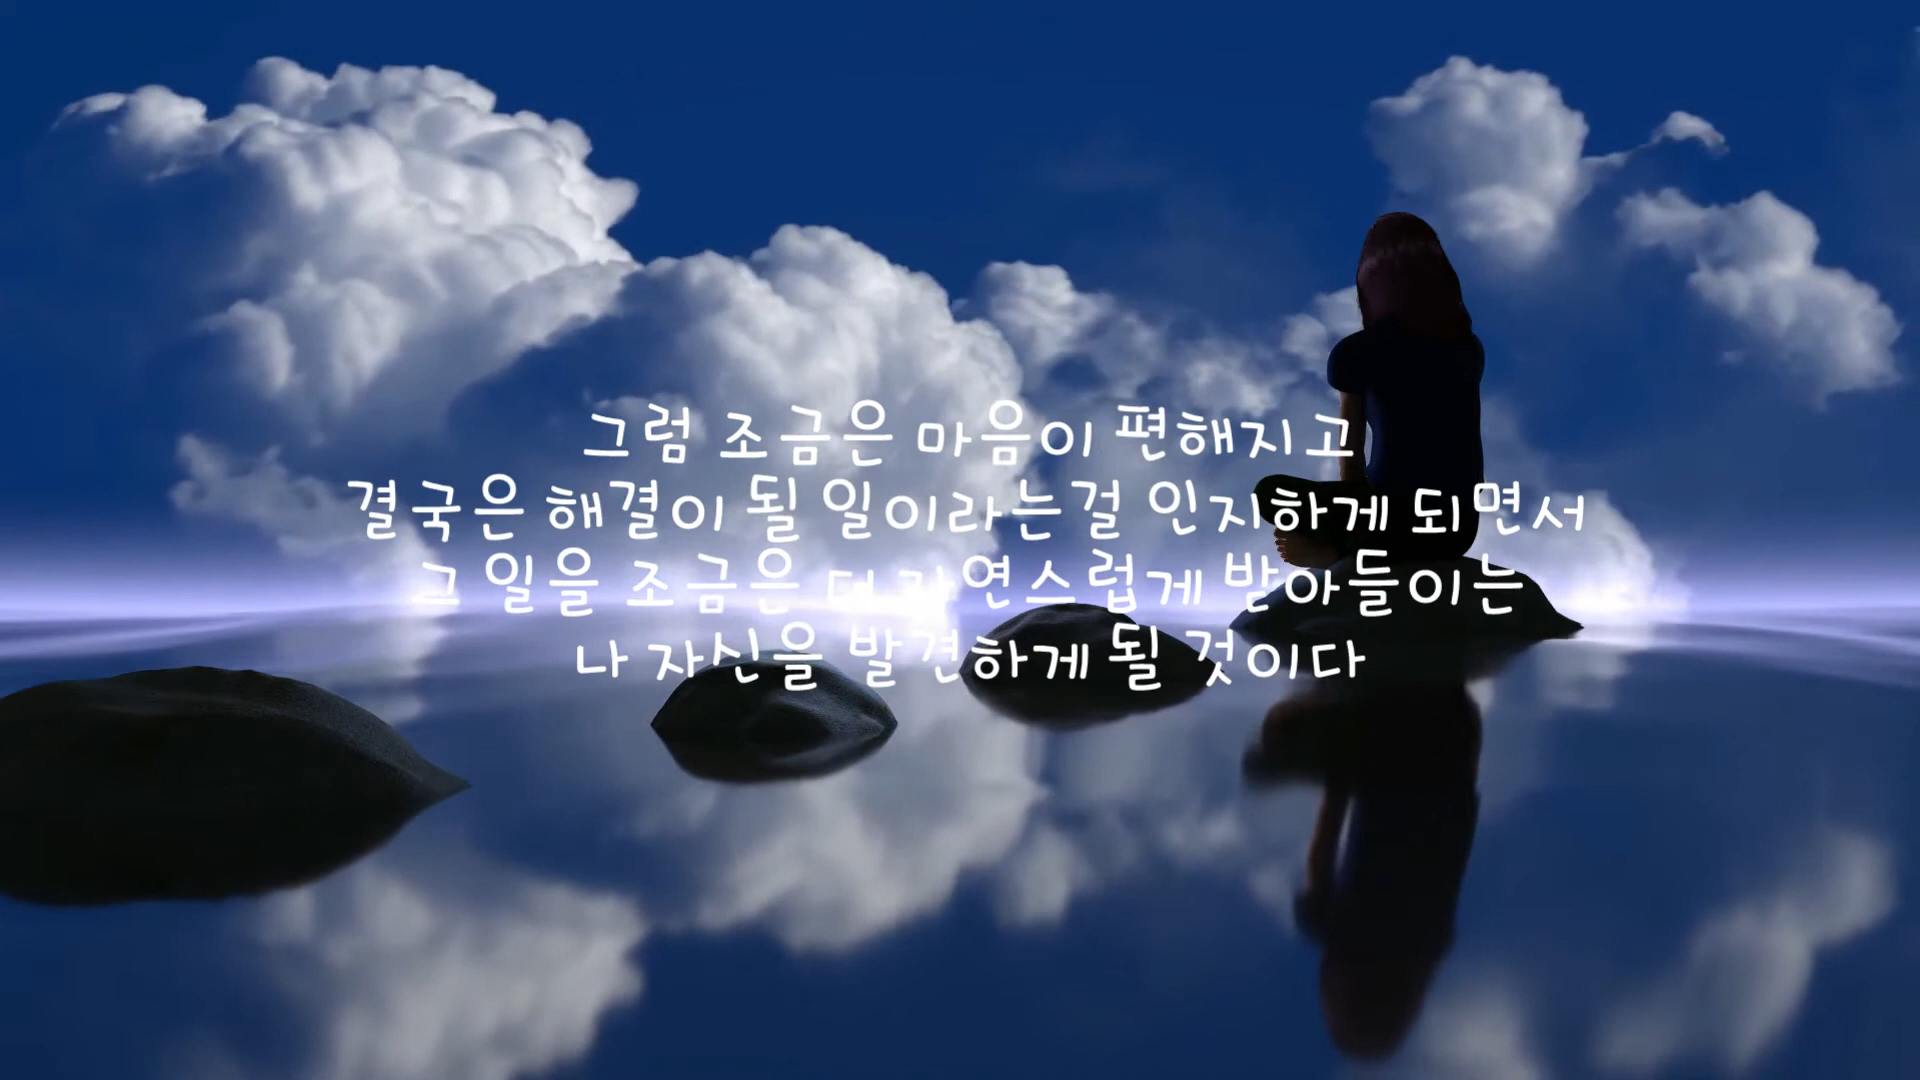 그럼 조금은 마음이 편해지고
결국은 해결이 될 일이라는걸 인지하게 되면서
그 일을 조금은 더 자연스럽게 받아들이는
나 자신을 발견하게 될 것이다